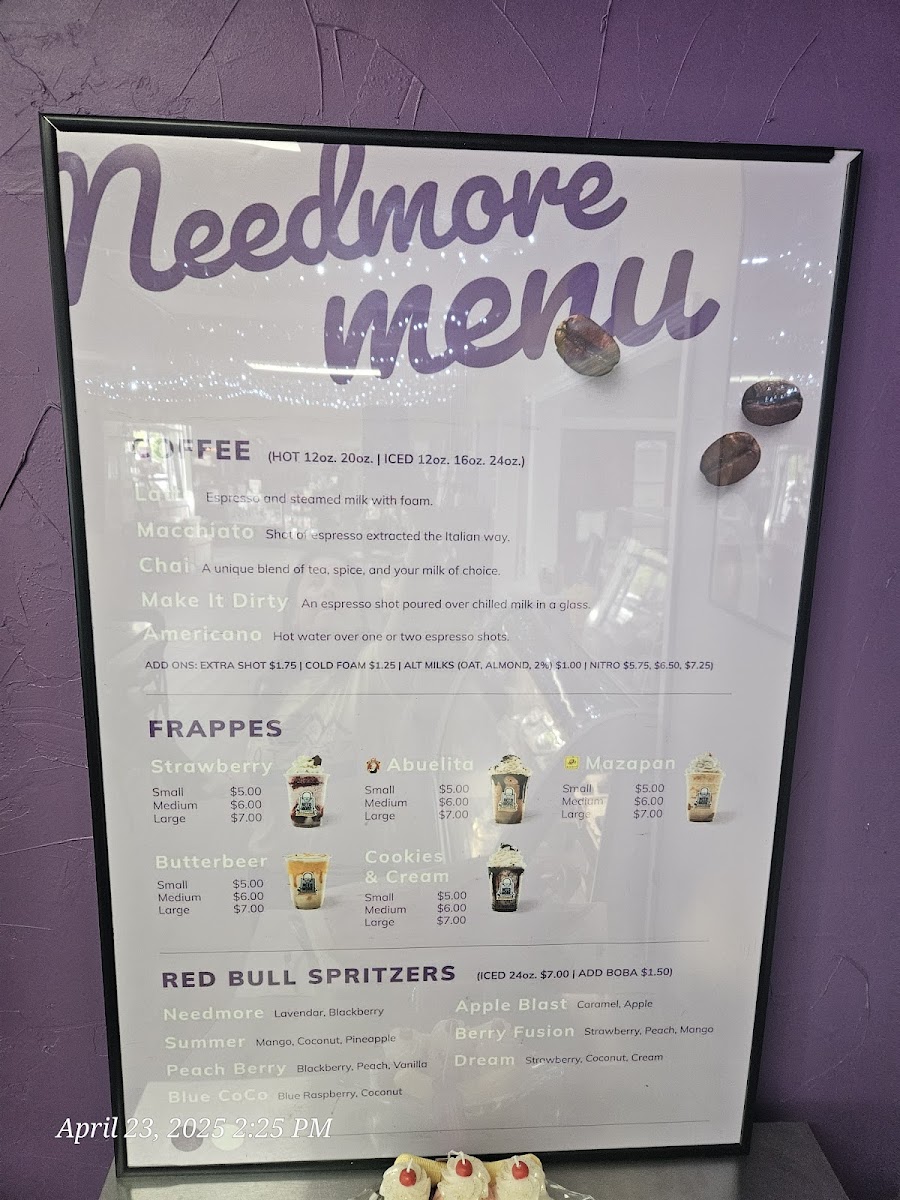 Needmore
menu
COFFEE (HOT 12oz. 20oz. | ICED 12oz. 16oz. 24oz.)
Latte Espresso and steamed milk with foam.
Macchiato Shot of espresso extracted the Italian way.
Chai A unique blend of tea, spice, and your milk of choice.
Make It Dirty An espresso shot poured over chilled milk in a glass.
Americano Hot water over one or two espresso shots.
ADD ONS: EXTRA SHOT $1.75 | COLD FOAM $1.25 | ALT MILKS (OAT, ALMOND, 2%) $1.00 | NITRO $5.75, $6.50, $7.25)
FRAPPES
Strawberry
Small $5.00
Medium $6.00
Large $7.00
Abuelita
Small $5.00
Medium $6.00
Large $7.00
Mazapan
Small $5.00
Medium $6.00
Large $7.00
Butterbeer
Small $5.00
Medium $6.00
Large $7.00
Cookies
& Cream
Small $5.00
Medium $6.00
Large $7.00
RED BULL SPRITZERS (ICED 24oz. $7.00 | ADD BOBA $1.50)
Needmore Lavendar, Blackberry
Summer Mango, Coconut, Pineapple
Peach Berry Blackberry, Peach, Vanilla
Blue CoCo Blue Raspberry, Coconut
Apple Blast Caramel, Apple
Berry Fusion Strawberry, Peach, Mango
Dream Strawberry, Coconut, Cream
April 23, 2025 2:25 PM